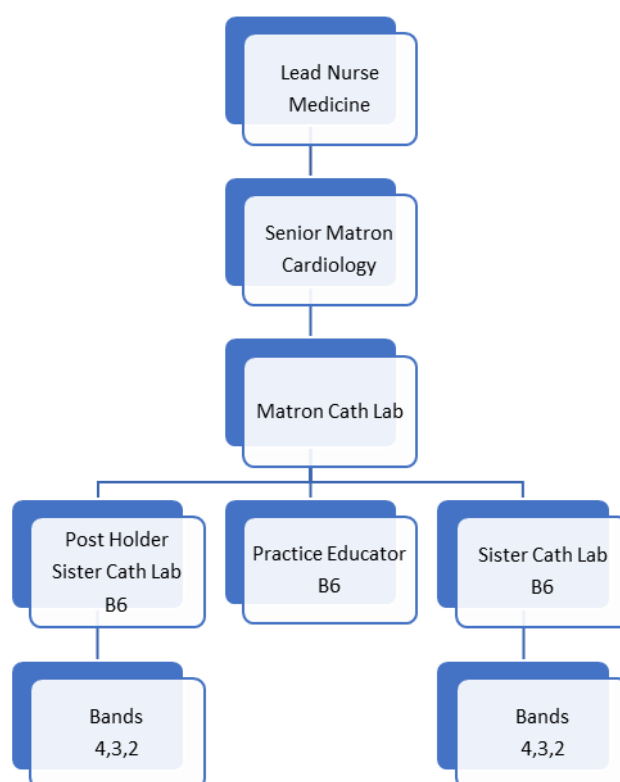 Lead Nurse
Medicine
Senior Matron
Cardiology
Matron Cath Lab
Post Holder
Sister Cath Lab
B6
Practice Educator
B6
Sister Cath Lab
B6
Bands
4,3,2
Bands
4,3,2